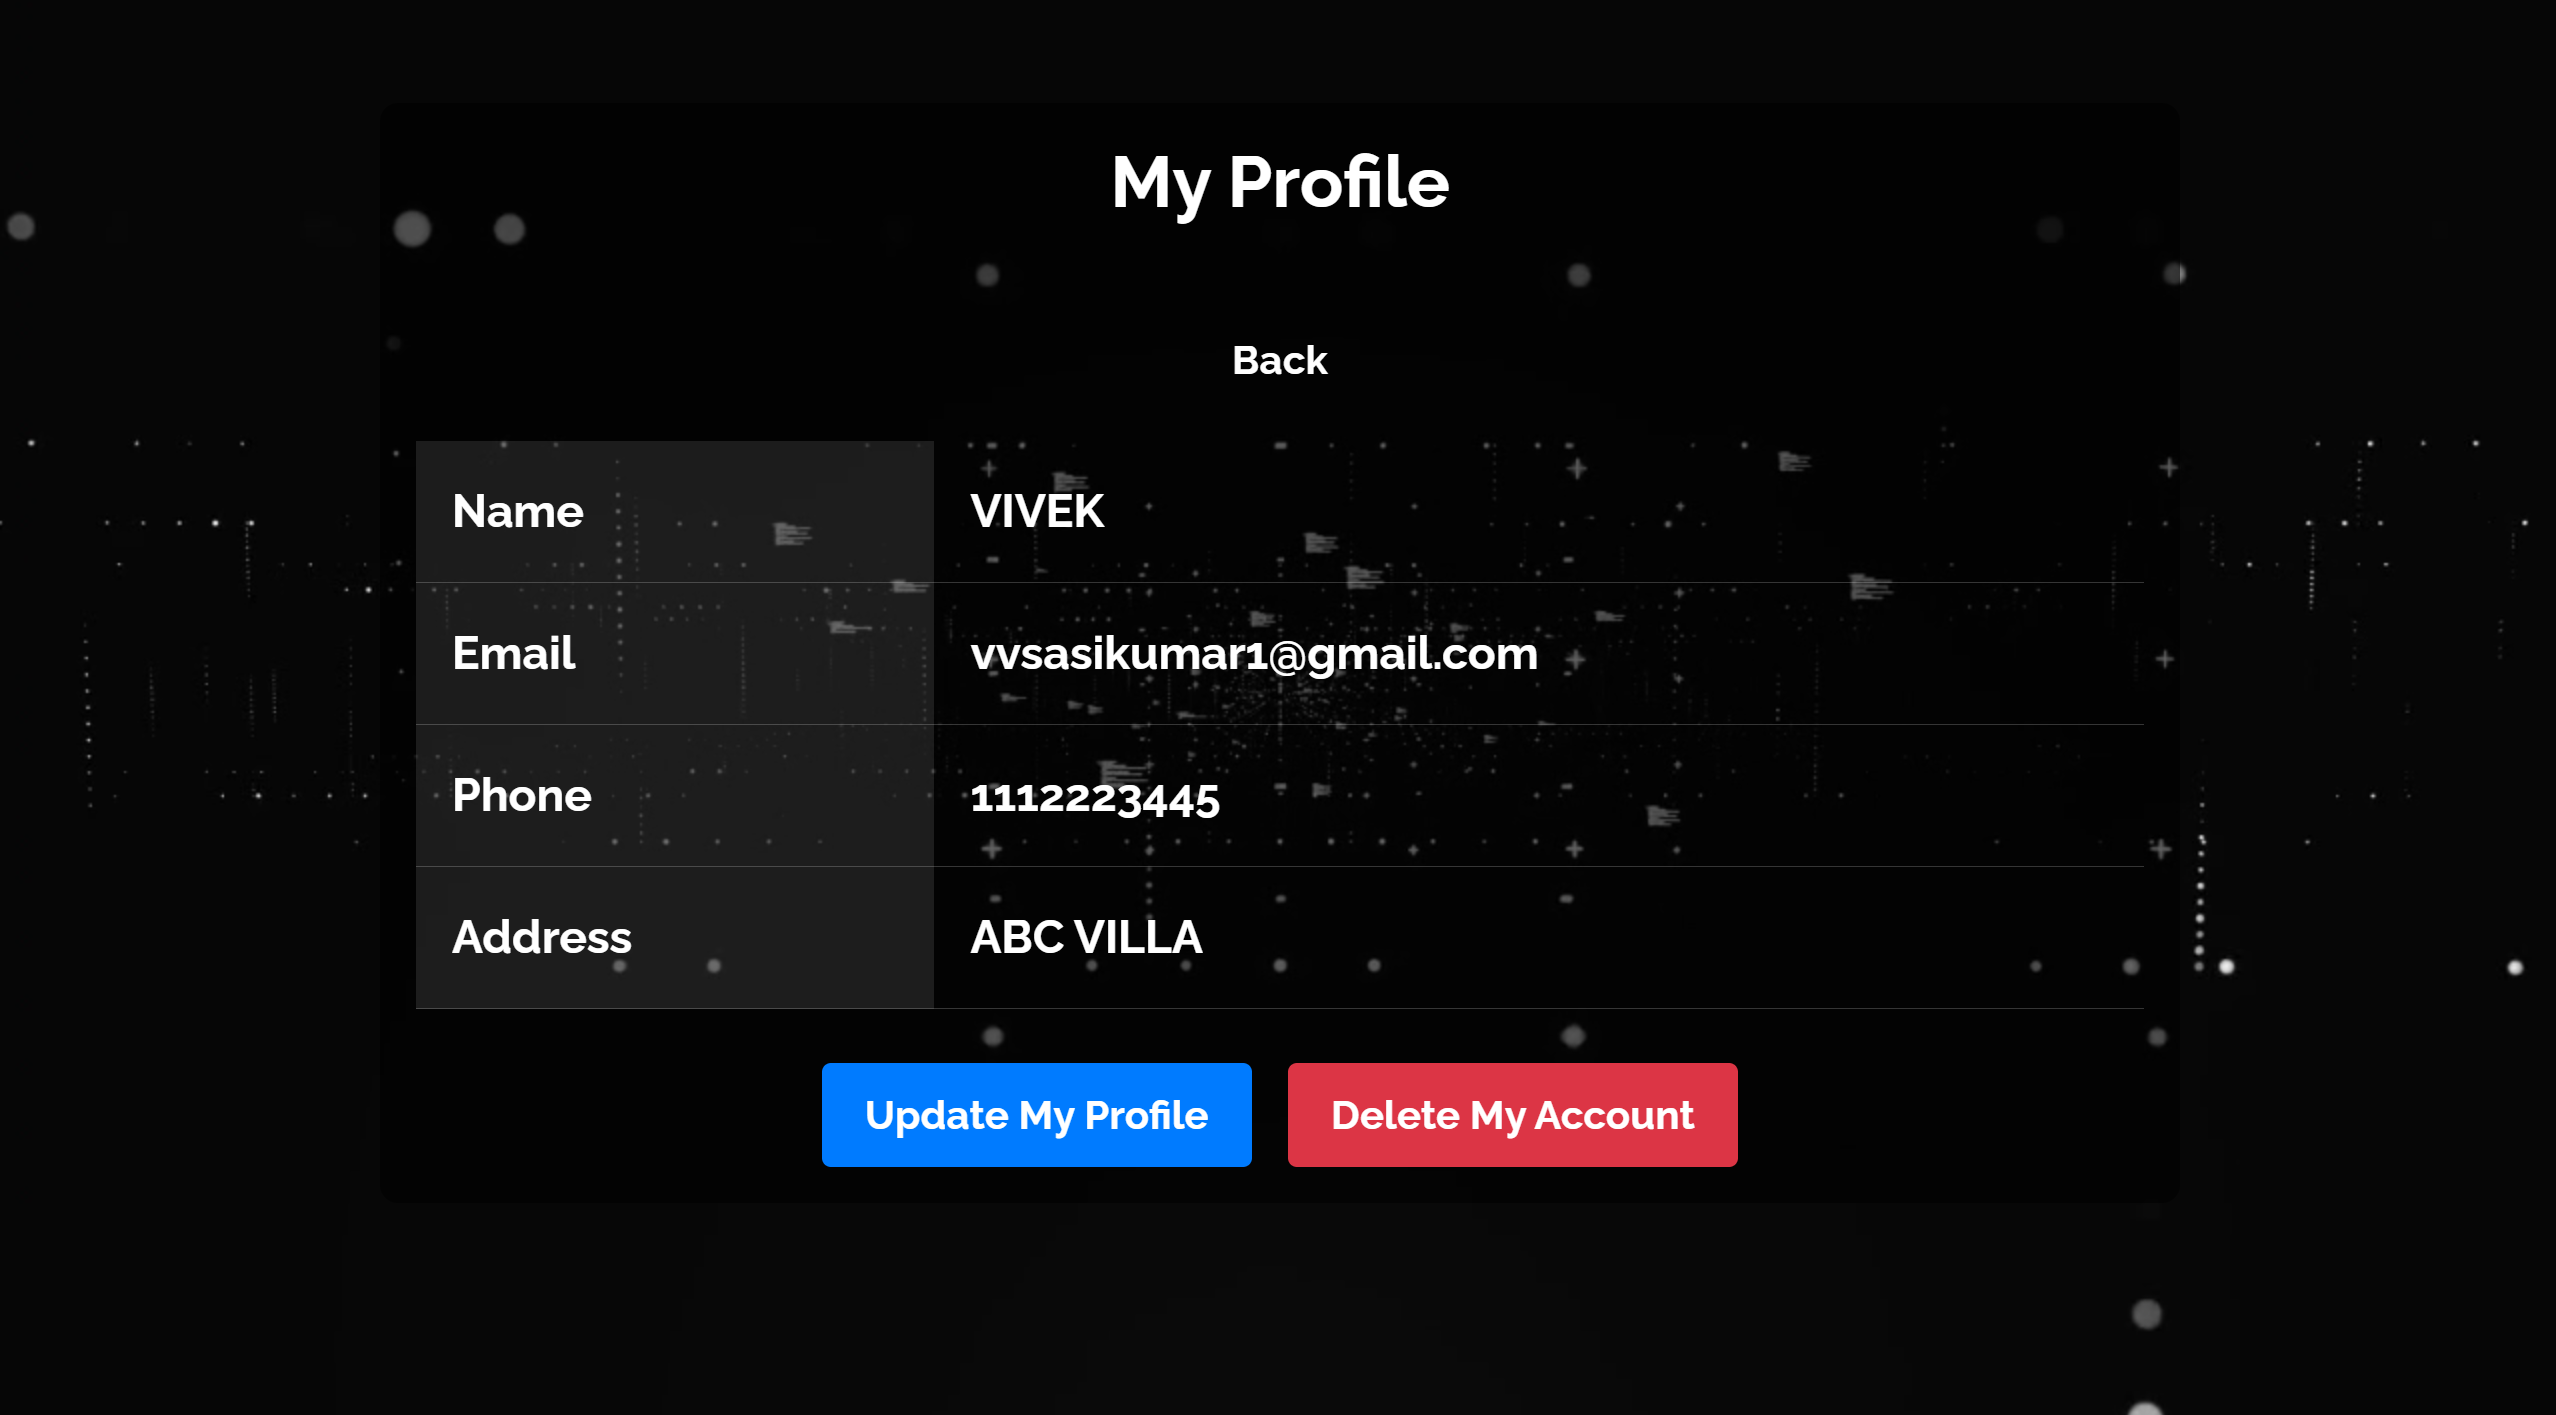 My Profile
Back
Name VIVEK
Email vvsasikumar1@gmail.com
Phone 1112223445
Address ABC VILLA
Update My Profile Delete My Account